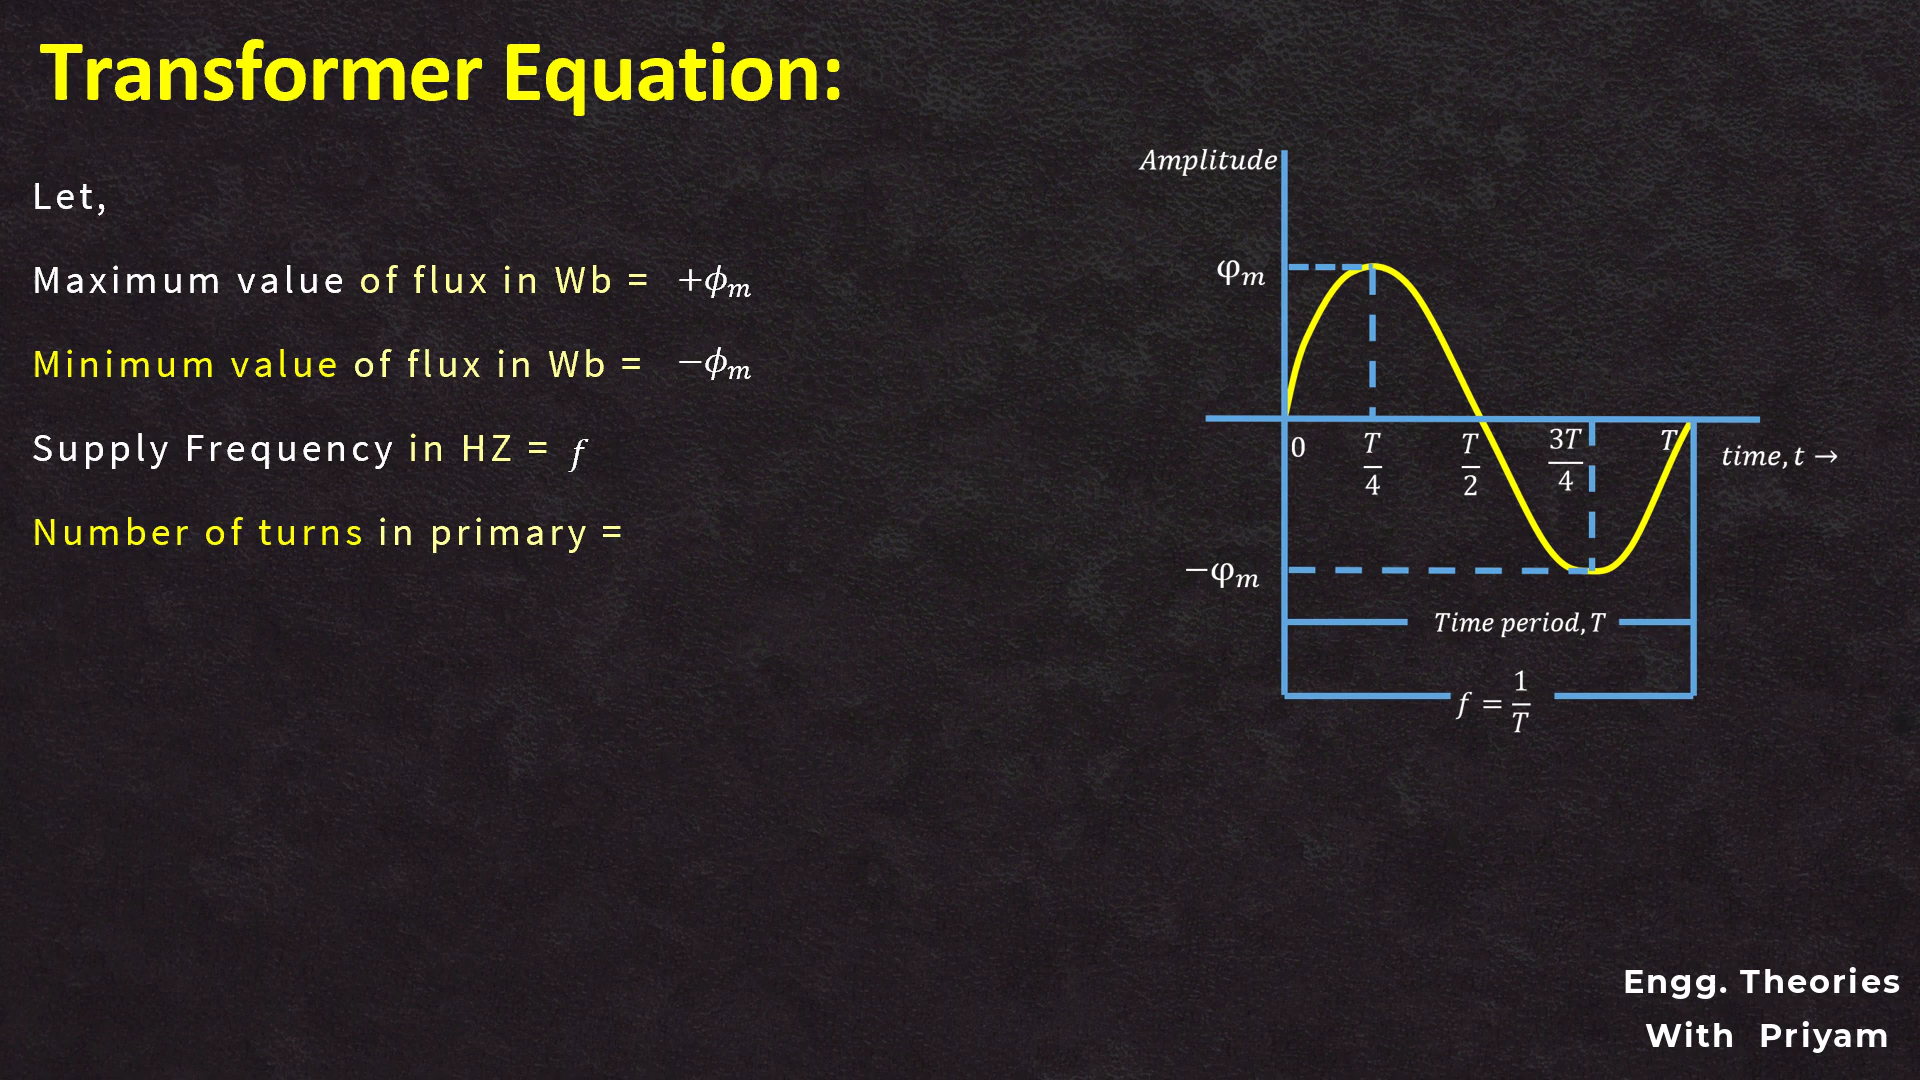 Transformer Equation:
Let,
Maximum value of flux in Wb = +ϕₘ
Minimum value of flux in Wb = −ϕₘ
Supply Frequency in HZ = f
Number of turns in primary =
Amplitude
φₘ
0
T/4
T/2
3T/4
T
time, t →
−φₘ
Time period, T
f = 1/T
Engg. Theories
With Priyam